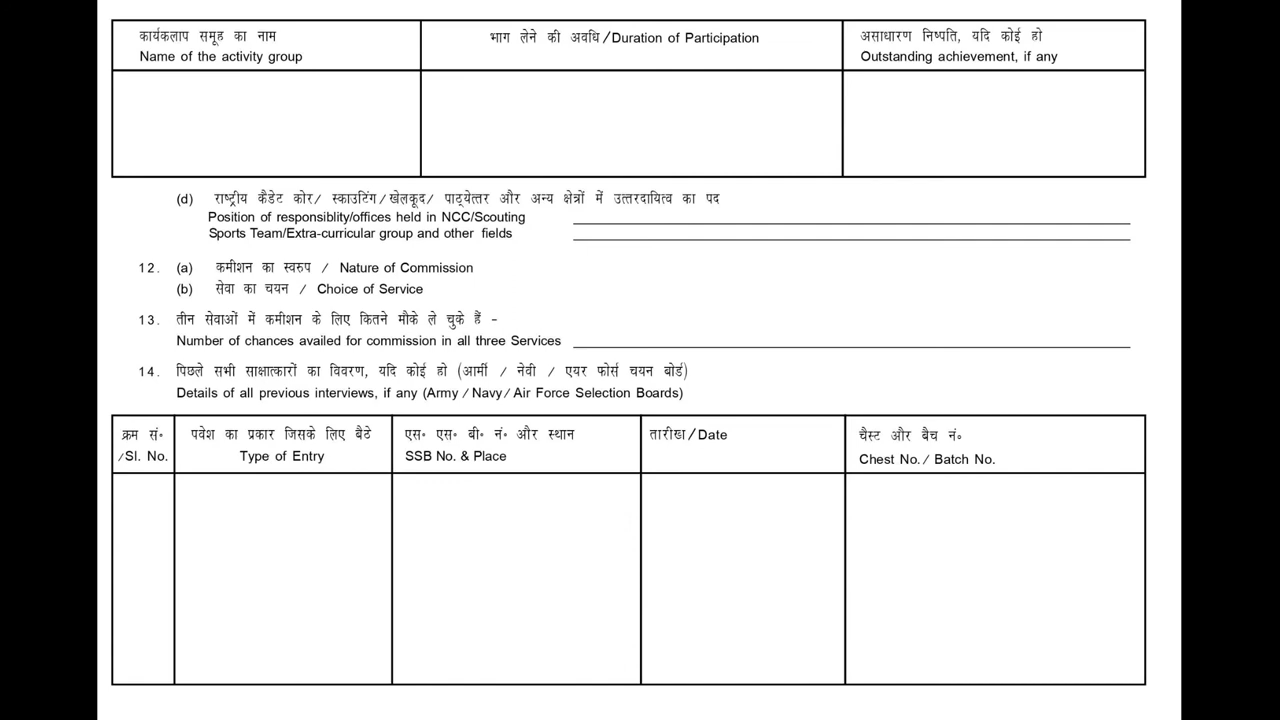 कार्यकलाप समूह का नाम
Name of the activity group
भाग लेने की अवधि/Duration of Participation
असाधारण निष्पति, यदि कोई हो
Outstanding achievement, if any
(d) राष्ट्रीय कैडेट कोर/ स्काउटिंग/खेलकूद/ पाठ्येत्तर और अन्य क्षेत्रों में उत्तरदायित्व का पद
Position of responsiblity/offices held in NCC/Scouting
Sports Team/Extra-curricular group and other fields
12. (a) कमीशन का स्वरुप / Nature of Commission
(b) सेवा का चयन / Choice of Service
13. तीन सेवाओं में कमीशन के लिए कितने मौके ले चुके हैं -
Number of chances availed for commission in all three Services
14. पिछले सभी साक्षात्कारों का विवरण, यदि कोई हो (आर्मी / नेवी / एयर फोर्स चयन बोर्ड)
Details of all previous interviews, if any (Army / Navy/ Air Force Selection Boards)
क्रम सं॰
/Sl. No.
पवेश का प्रकार जिसके लिए बैठे
Type of Entry
एस॰ एस॰ बी॰ नं॰ और स्थान
SSB No. & Place
तारीख/Date
चैस्ट और बैच नं॰
Chest No./ Batch No.